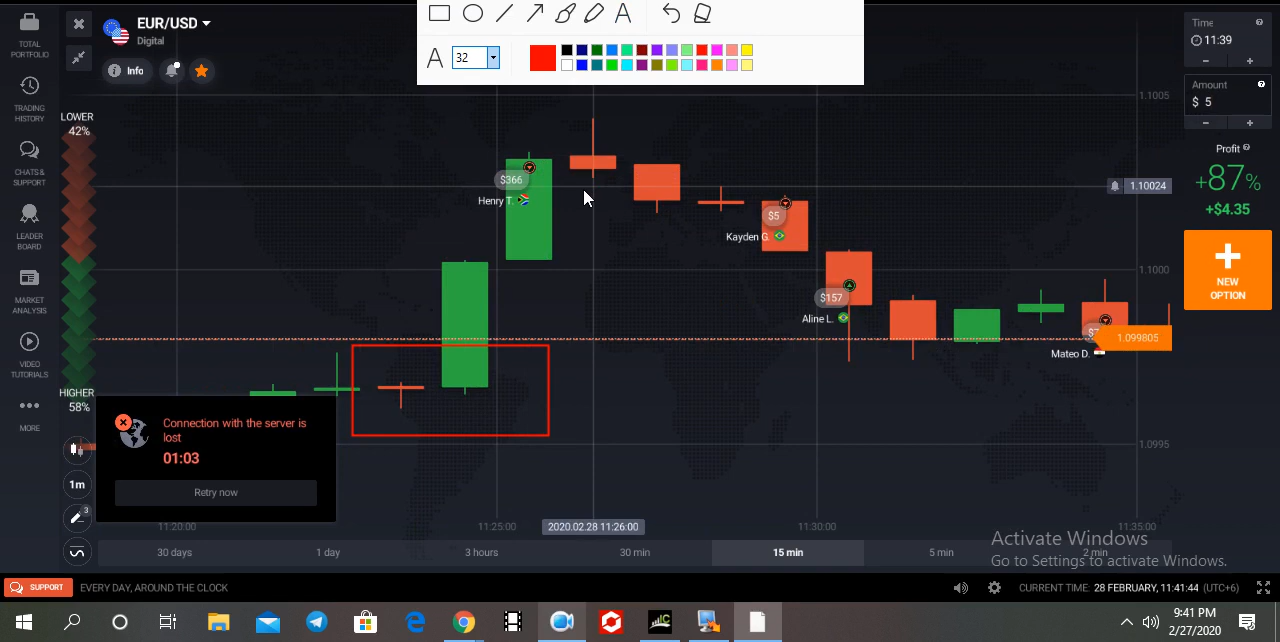 TOTAL
PORTFOLIO
TRADING
HISTORY
CHATS &
SUPPORT
LEADER
BOARD
MARKET
ANALYSIS
VIDEO
TUTORIALS
MORE
EUR/USD
Digital
Info
A
A
32
LOWER
42%
HIGHER
58%
$366
Henry T.
$5
Kayden G.
$157
Aline L.
Mateo D.
1.1005
1.10024
1.1000
1.099805
1.0995
Time
11:39
- +
Amount
$ 5
- +
Profit
+87%
+$4.35
NEW
OPTION
Connection with the server is
lost
01:03
Retry now
1m
3
11:20:00
11:25:00
2020.02.28 11:26:00
11:30:00
11:35:00
30 days
1 day
3 hours
30 min
15 min
5 min
2 min
Activate Windows
Go to Settings to activate Windows.
SUPPORT
EVERY DAY, AROUND THE CLOCK
CURRENT TIME: 28 FEBRUARY, 11:41:44 (UTC+6)
9:41 PM
2/27/2020